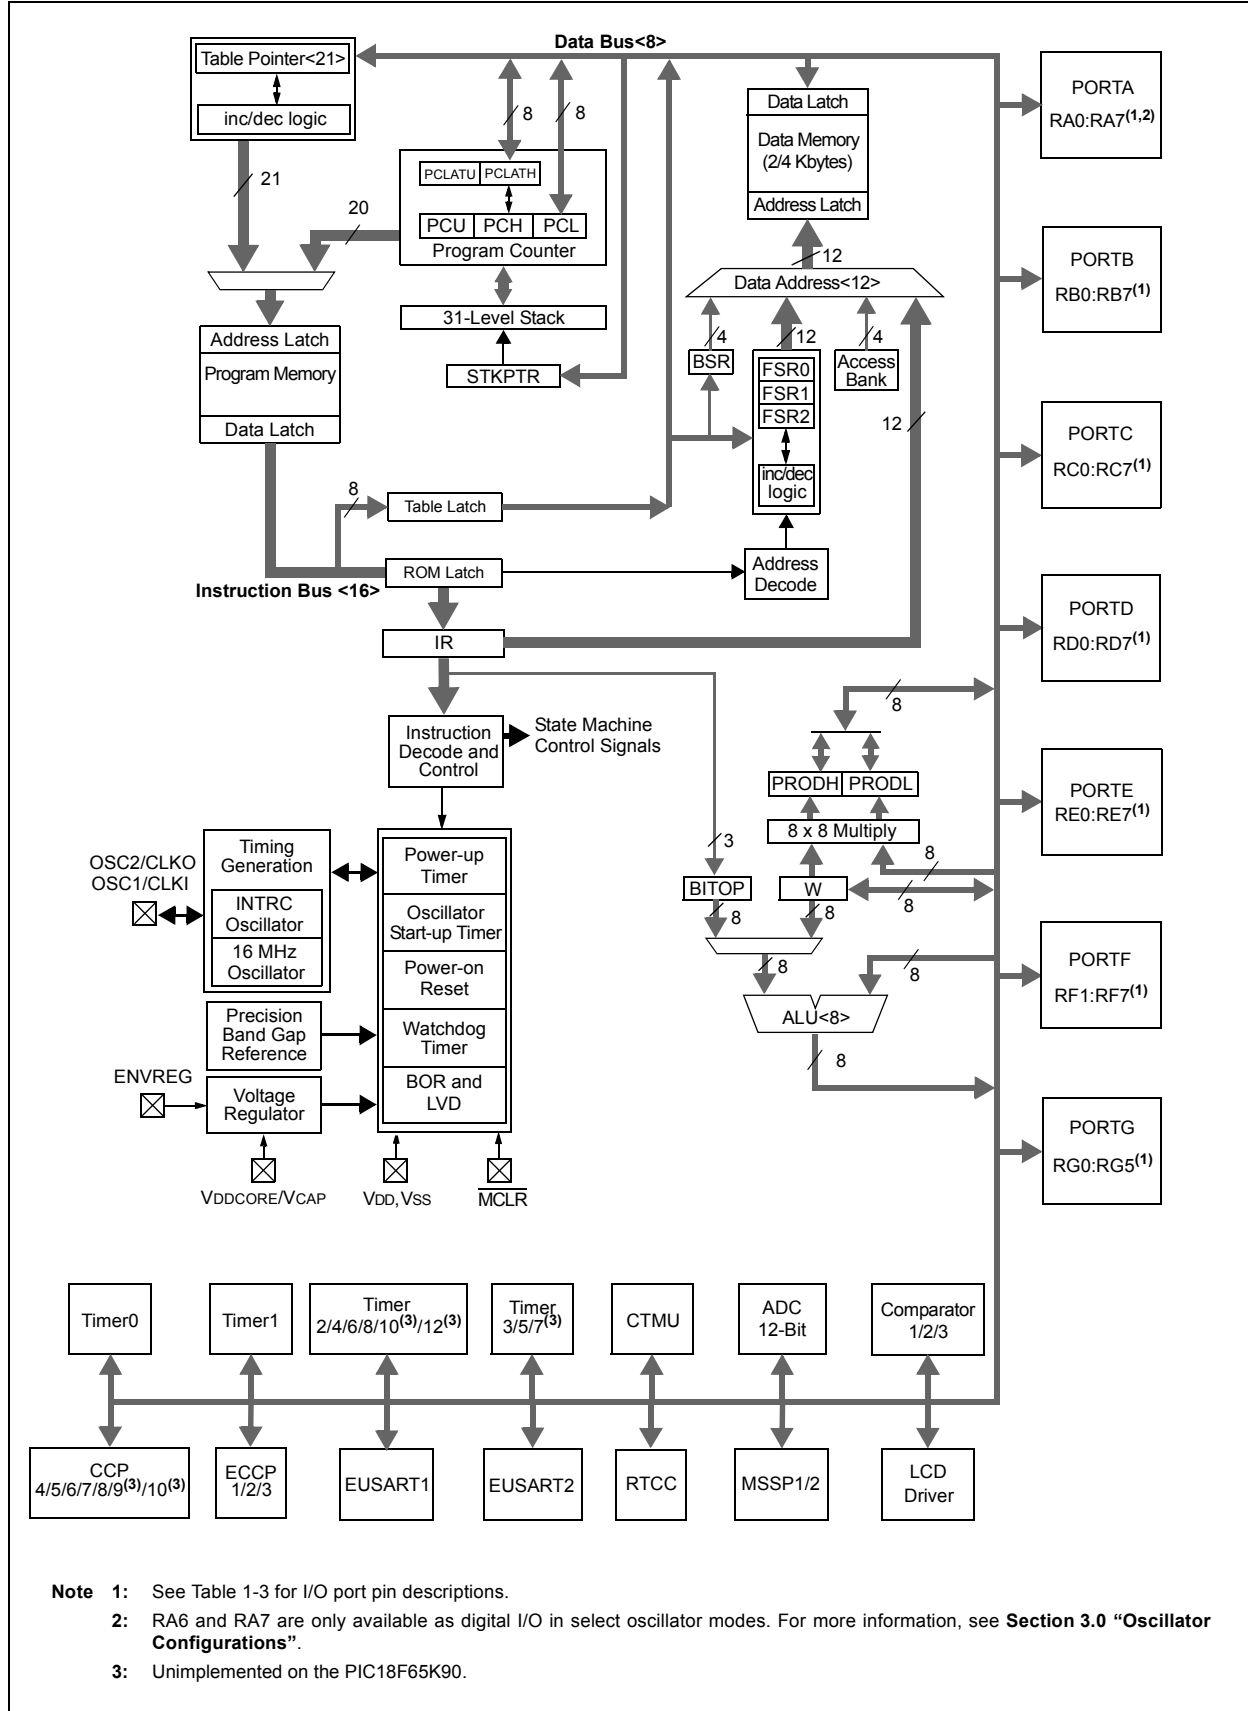 Data Bus<8>
Table Pointer<21>
inc/dec logic
21
20
8
8
PCLATU PCLATH
PCU PCH PCL
Program Counter
31-Level Stack
STKPTR
Data Latch
Data Memory
(2/4 Kbytes)
Address Latch
12
Data Address<12>
4
12
4
BSR
FSR0
FSR1
FSR2
inc/dec
logic
Access
Bank
12
Address Latch
Program Memory
Data Latch
8
Table Latch
ROM Latch
Instruction Bus <16>
Address
Decode
IR
Instruction
Decode and
Control
State Machine
Control Signals
8
PRODH PRODL
8 x 8 Multiply
3
8
BITOP
W
8
8
8
8
8
ALU<8>
8
OSC2/CLKO
OSC1/CLKI
Timing
Generation
INTRC
Oscillator
16 MHz
Oscillator
Power-up
Timer
Oscillator
Start-up Timer
Power-on
Reset
Watchdog
Timer
BOR and
LVD
Precision
Band Gap
Reference
ENVREG
Voltage
Regulator
VDDCORE/VCAP
VDD, VSS
MCLR
PORTA
RA0:RA7(1,2)
PORTB
RB0:RB7(1)
PORTC
RC0:RC7(1)
PORTD
RD0:RD7(1)
PORTE
RE0:RE7(1)
PORTF
RF1:RF7(1)
PORTG
RG0:RG5(1)
Timer0
Timer1
Timer
2/4/6/8/10(3)/12(3)
Timer
3/5/7(3)
CTMU
ADC
12-Bit
Comparator
1/2/3
CCP
4/5/6/7/8/9(3)/10(3)
ECCP
1/2/3
EUSART1
EUSART2
RTCC
MSSP1/2
LCD
Driver
Note 1: See Table 1-3 for I/O port pin descriptions.
2: RA6 and RA7 are only available as digital I/O in select oscillator modes. For more information, see Section 3.0 “Oscillator
Configurations”.
3: Unimplemented on the PIC18F65K90.